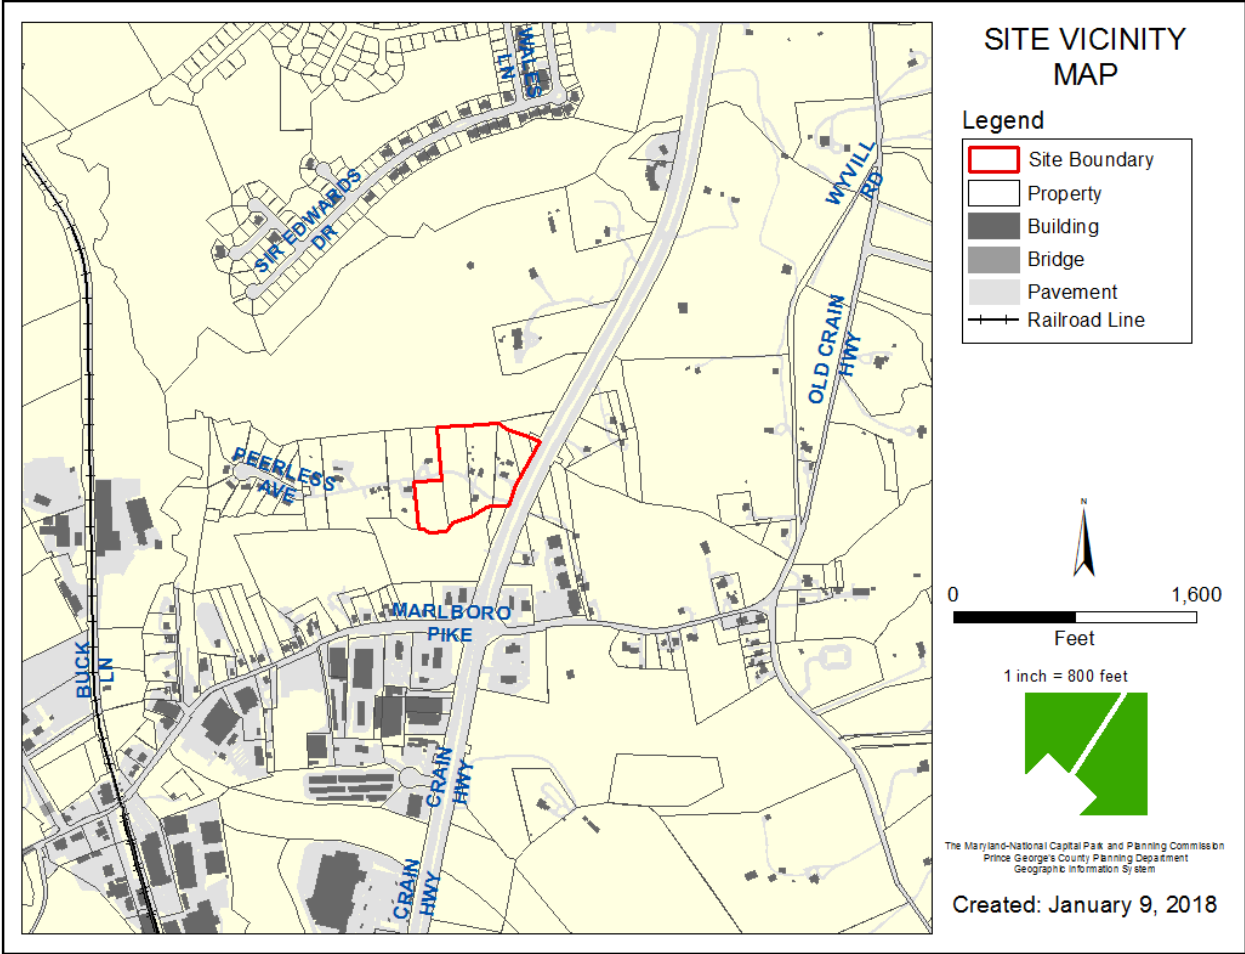 SITE VICINITY
MAP
Legend
Site Boundary
Property
Building
Bridge
Pavement
Railroad Line
WALES
LN
SIR EDWARDS
DR
WYVILL
RD
OLD CRAIN
HWY
PEERLESS
AVE
MARLBORO
PIKE
BUCK
LN
CRAIN
HWY
CRAIN
HWY
N
0 1,600
Feet
1 inch = 800 feet
The Maryland-National Capital Park and Planning Commission
Prince George's County Planning Department
Geographic Information System
Created: January 9, 2018